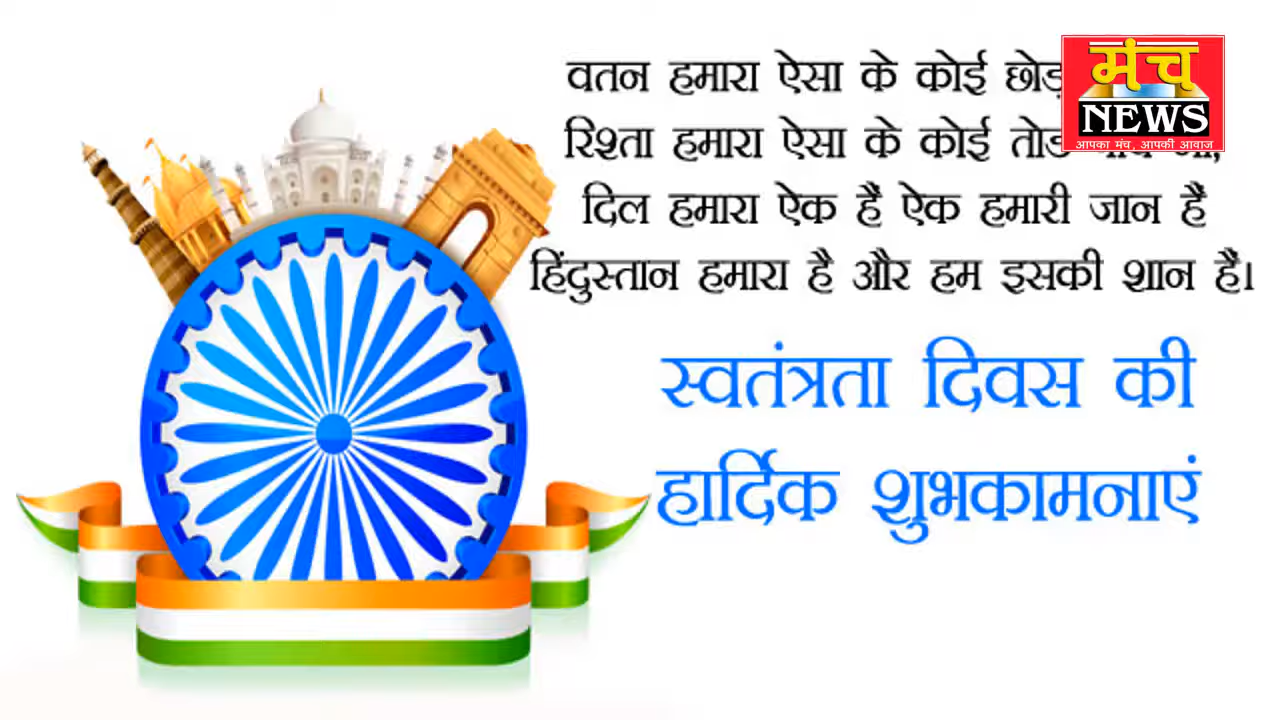 वतन हमारा ऐसा के कोई छोड़
रिश्ता हमारा ऐसा के कोई तोड़
दिल हमारा ऐक हैं ऐक हमारी जान हैं
हिंदुस्तान हमारा है और हम इसकी शान है।
स्वतंत्रता दिवस की
हार्दिक शुभकामनाएं
मंच
NEWS
आपका मंच, आपकी आवाज